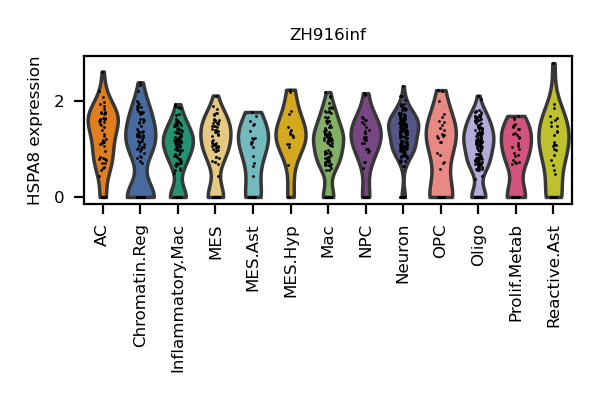 ZH916inf
HSPA8 expression
2
0
AC
Chromatin.Reg
Inflammatory.Mac
MES
MES.Ast
MES.Hyp
Mac
NPC
Neuron
OPC
Oligo
Prolif.Metab
Reactive.Ast